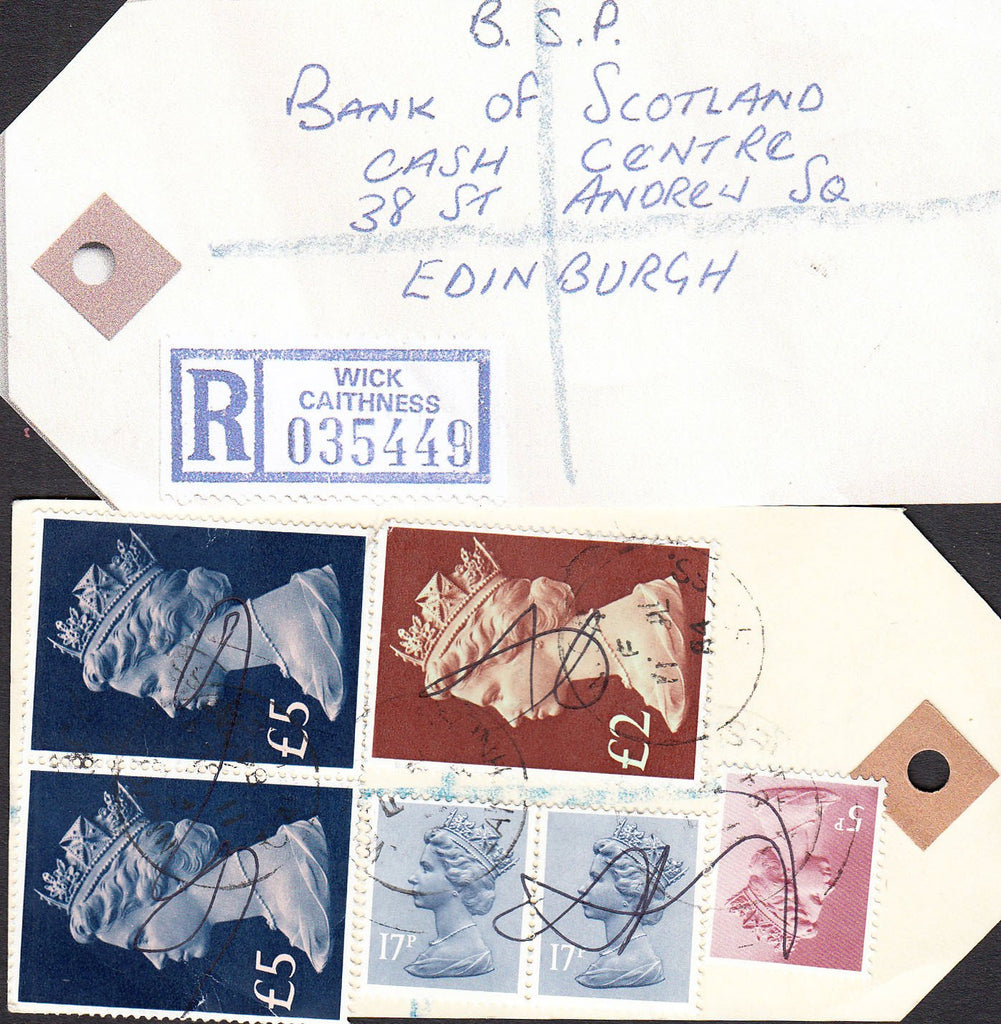 B. S. P.
BANK OF SCOTLAND
CASH CENTRE
38 ST ANDREW SQ
EDINBURGH
R
WICK
CAITHNESS
035449
£5
£2
£5
17P
17P
5P